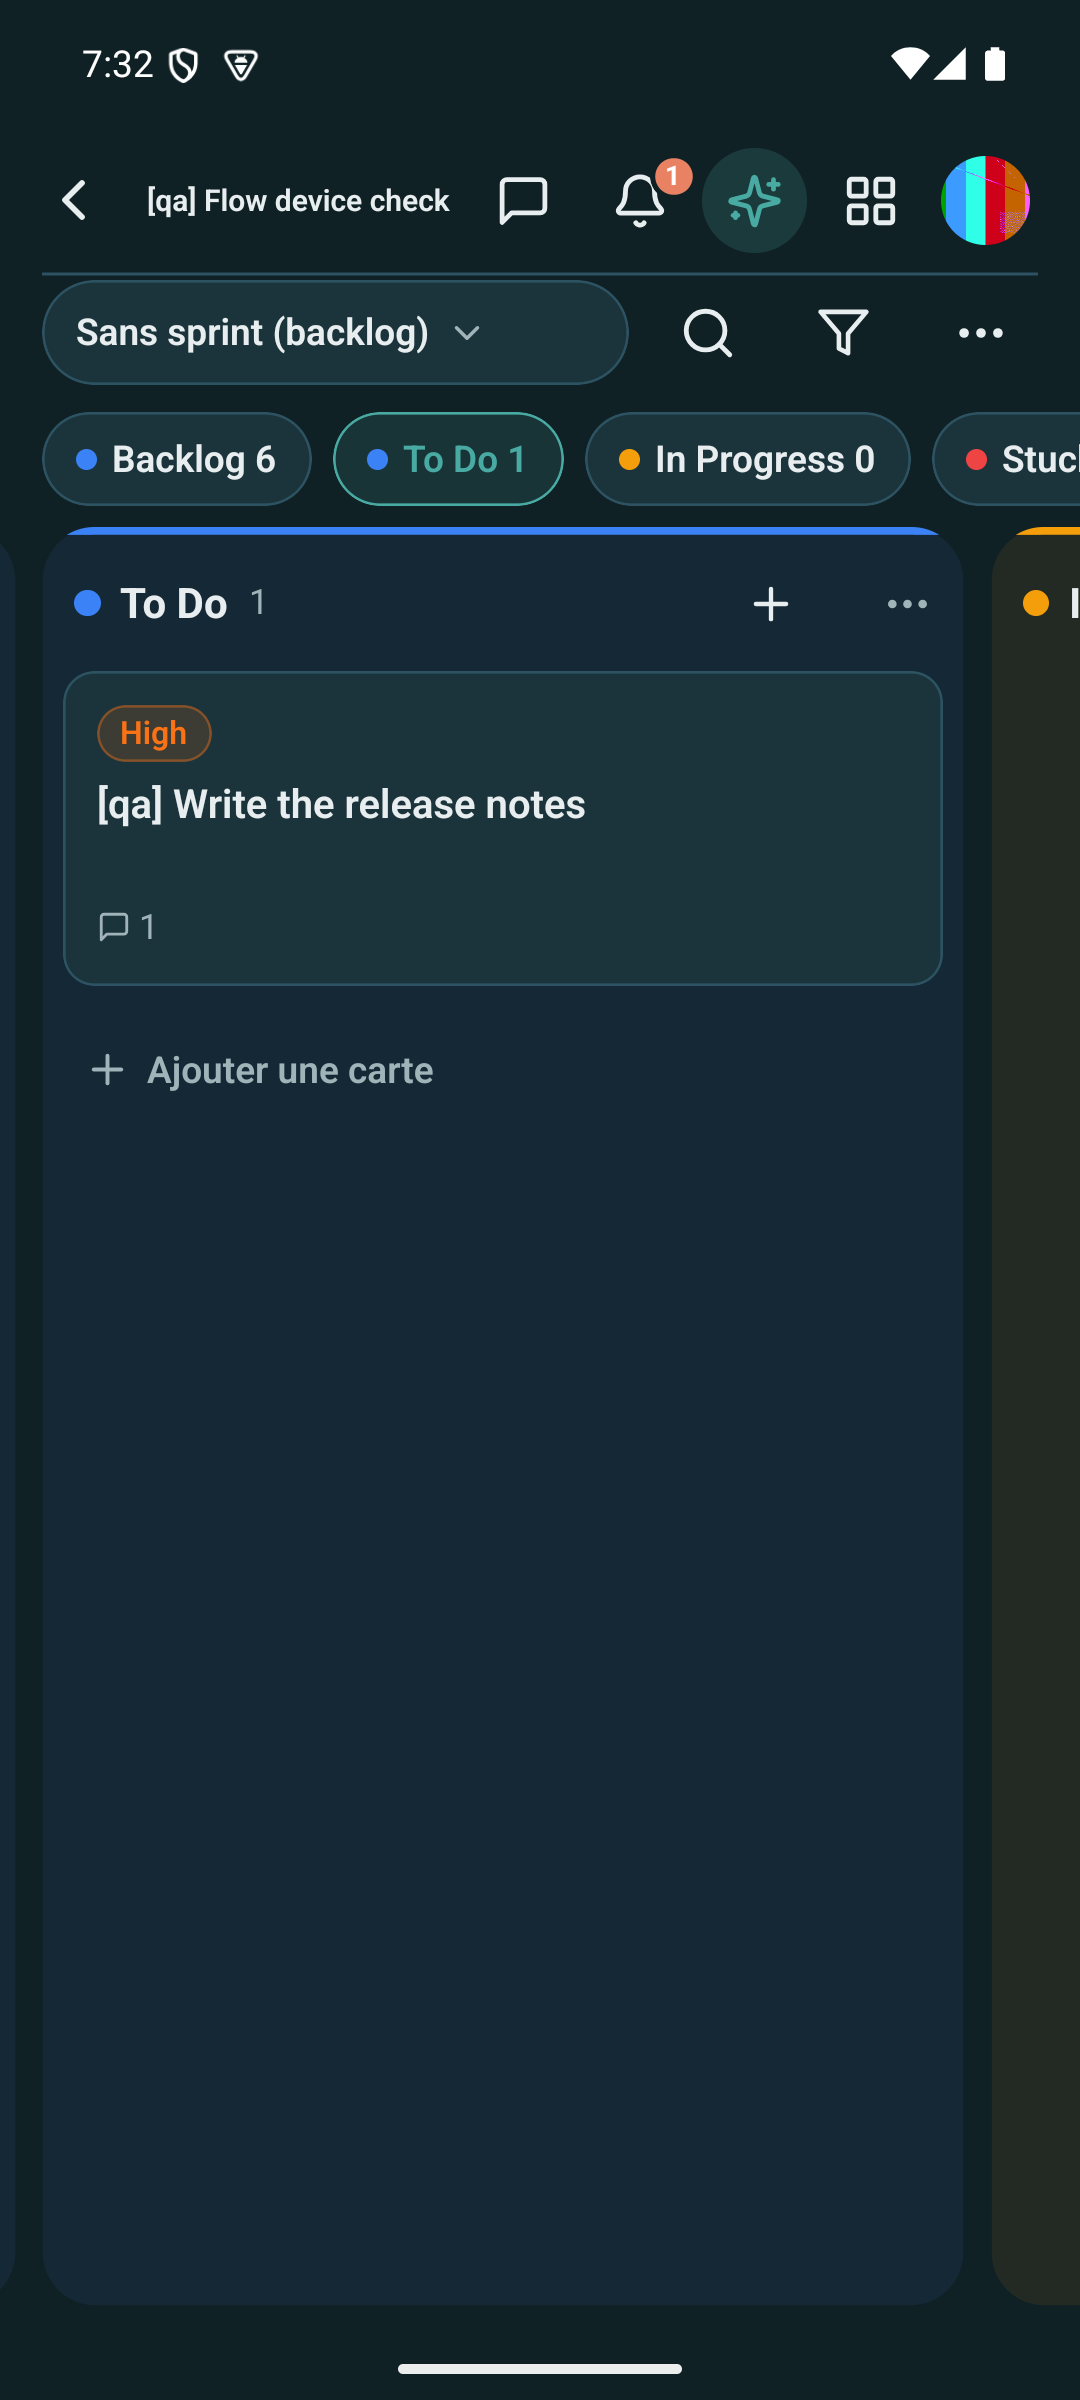 7:32
[qa] Flow device check
1
Sans sprint (backlog)
Backlog 6
To Do 1
In Progress 0
Stuc
To Do 1
High
[qa] Write the release notes
1
Ajouter une carte